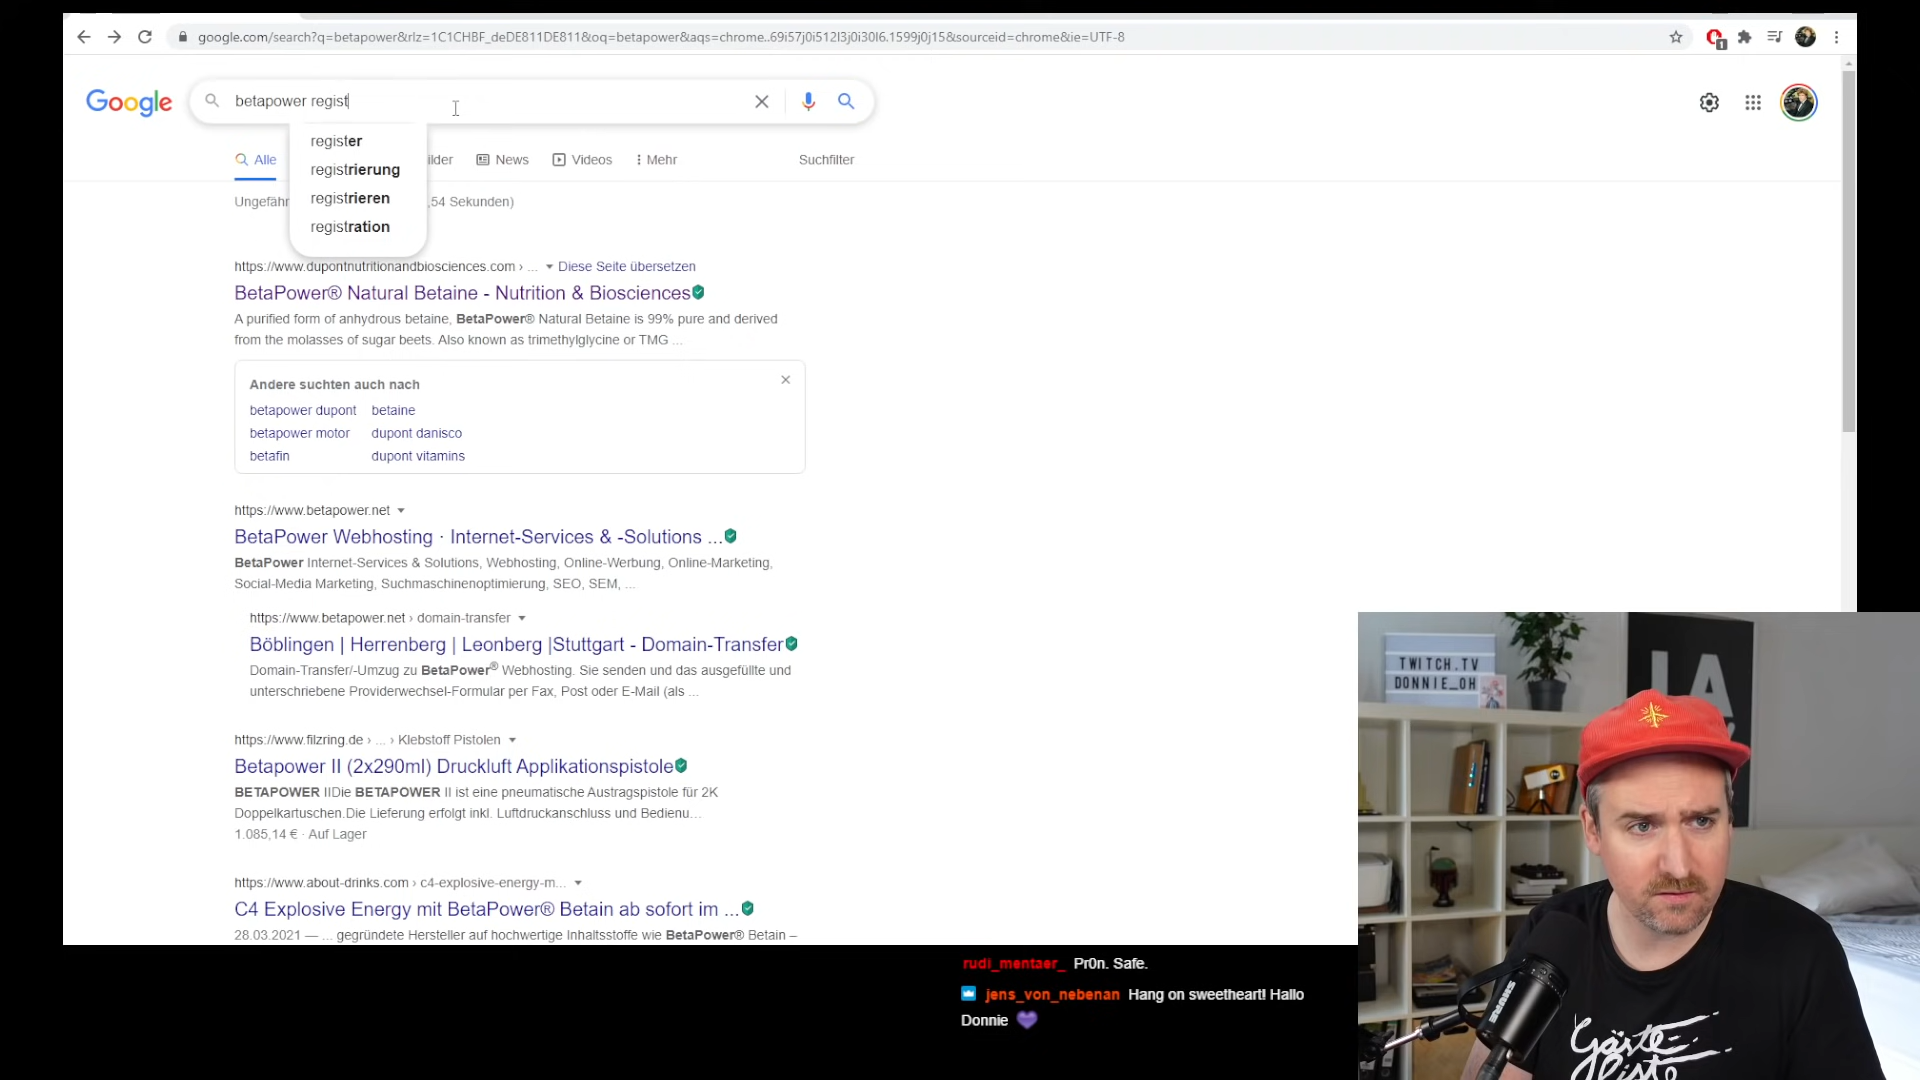 google.com/search?q=betapower&rlz=1C1CHBF_deDE811DE811&oq=betapower&aqs=chrome..69i57j0i512l3j0i30l6.1599j0j15&sourceid=chrome&ie=UTF-8
1
Google
betapower regist
register
registrierung
registrieren
registration
Alle
ilder
News
Videos
Mehr
Suchfilter
Ungefähr
,54 Sekunden)
https://www.dupontnutritionandbiosciences.com › ... Diese Seite übersetzen
BetaPower® Natural Betaine - Nutrition & Biosciences
A purified form of anhydrous betaine, BetaPower® Natural Betaine is 99% pure and derived
from the molasses of sugar beets. Also known as trimethylglycine or TMG ...
Andere suchten auch nach
betapower dupont betaine
betapower motor dupont danisco
betafin dupont vitamins
https://www.betapower.net
BetaPower Webhosting · Internet-Services & -Solutions ...
BetaPower Internet-Services & Solutions, Webhosting, Online-Werbung, Online-Marketing,
Social-Media Marketing, Suchmaschinenoptimierung, SEO, SEM, ...
https://www.betapower.net › domain-transfer
Böblingen | Herrenberg | Leonberg |Stuttgart - Domain-Transfer
Domain-Transfer/-Umzug zu BetaPower® Webhosting. Sie senden und das ausgefüllte und
unterschriebene Providerwechsel-Formular per Fax, Post oder E-Mail (als ...
https://www.filzring.de › ... › Klebstoff Pistolen
Betapower II (2x290ml) Druckluft Applikationspistole
BETAPOWER IIDie BETAPOWER II ist eine pneumatische Austragspistole für 2K
Doppelkartuschen.Die Lieferung erfolgt inkl. Luftdruckanschluss und Bedienu...
1.085,14 € · Auf Lager
https://www.about-drinks.com › c4-explosive-energy-m...
C4 Explosive Energy mit BetaPower® Betain ab sofort im ...
28.03.2021 — ... gegründete Hersteller auf hochwertige Inhaltsstoffe wie BetaPower® Betain –
TWITCH.TV
DONNIE_OH
LA
SHURE
Gäste
liste
rudi_mentaer_ Pr0n. Safe.
jens_von_nebenan Hang on sweetheart! Hallo
Donnie